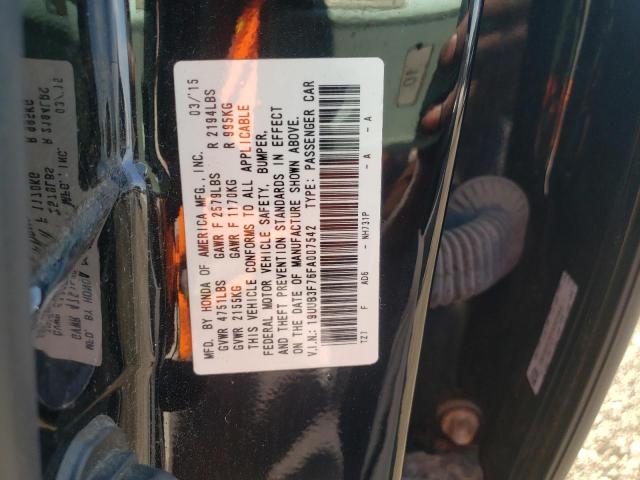 MFD. BY HONDA OF AMERICA MFG., INC. 03/15
GVWR 4751LBS GAWR F 2579LBS R 2194LBS
GVWR 2155KG GAWR F 1170KG R 995KG
THIS VEHICLE CONFORMS TO ALL APPLICABLE
FEDERAL MOTOR VEHICLE SAFETY, BUMPER,
AND THEFT PREVENTION STANDARDS IN EFFECT
ON THE DATE OF MANUFACTURE SHOWN ABOVE.
V.I.N.: 19UUB3F76FA007542 TYPE: PASSENGER CAR
1Z1 F AD6 - NH731P - A - A